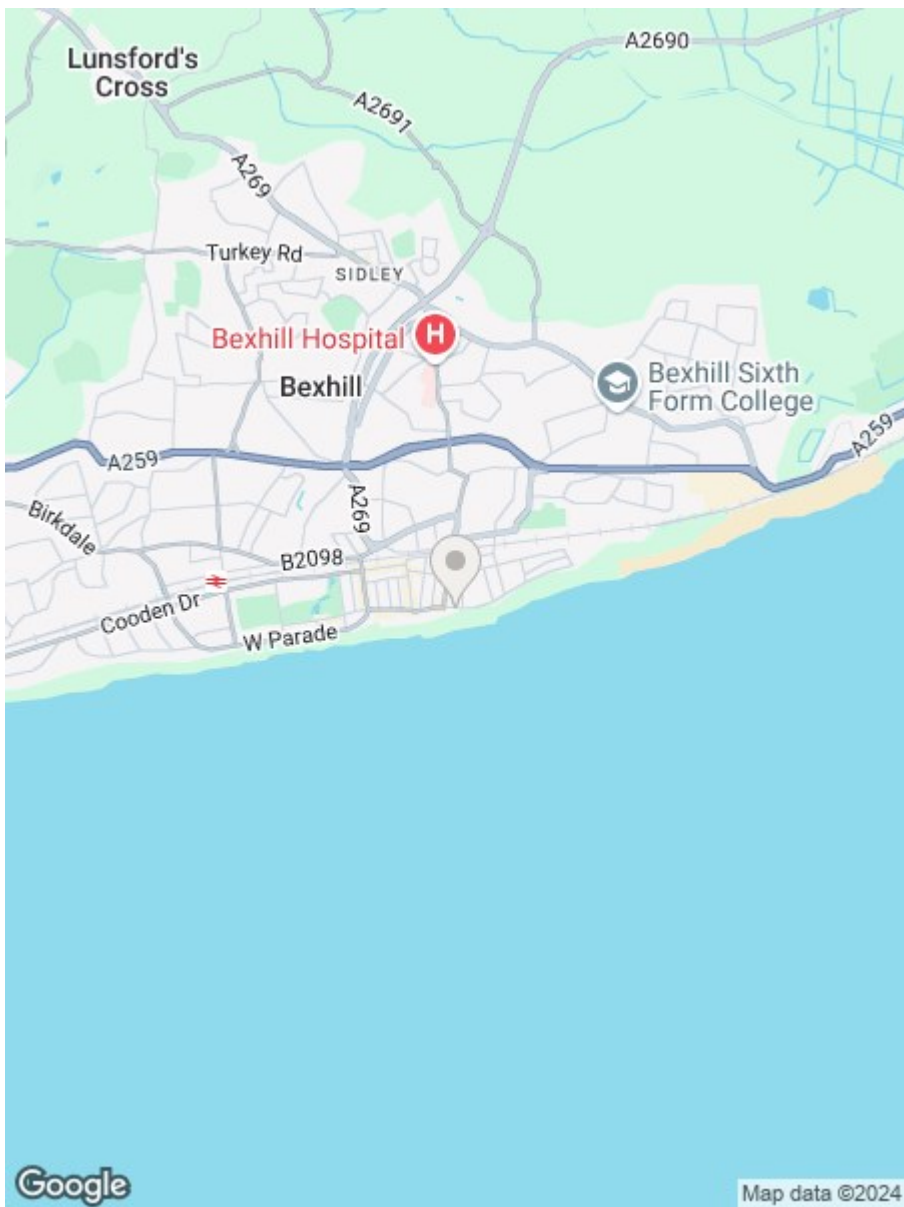 A2690
Lunsford's
Cross
A2691
A269
Turkey Rd
SIDLEY
Bexhill Hospital
H
Bexhill Sixth
Form College
Bexhill
A259
A259
A269
Birkdale
B2098
Cooden Dr
W Parade
Google
Map data ©2024